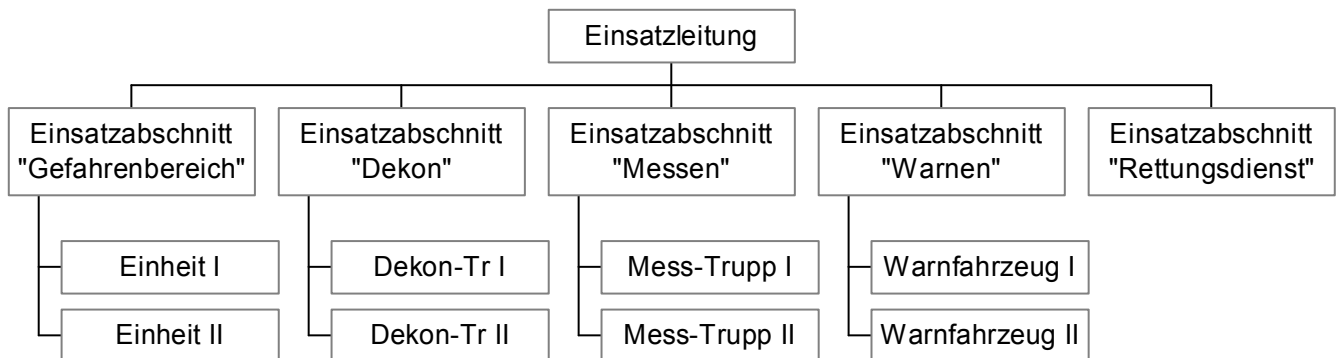 Einsatzleitung
Einsatzabschnitt
"Gefahrenbereich"
Einsatzabschnitt
"Dekon"
Einsatzabschnitt
"Messen"
Einsatzabschnitt
"Warnen"
Einsatzabschnitt
"Rettungsdienst"
Einheit I
Dekon-Tr I
Mess-Trupp I
Warnfahrzeug I
Einheit II
Dekon-Tr II
Mess-Trupp II
Warnfahrzeug II